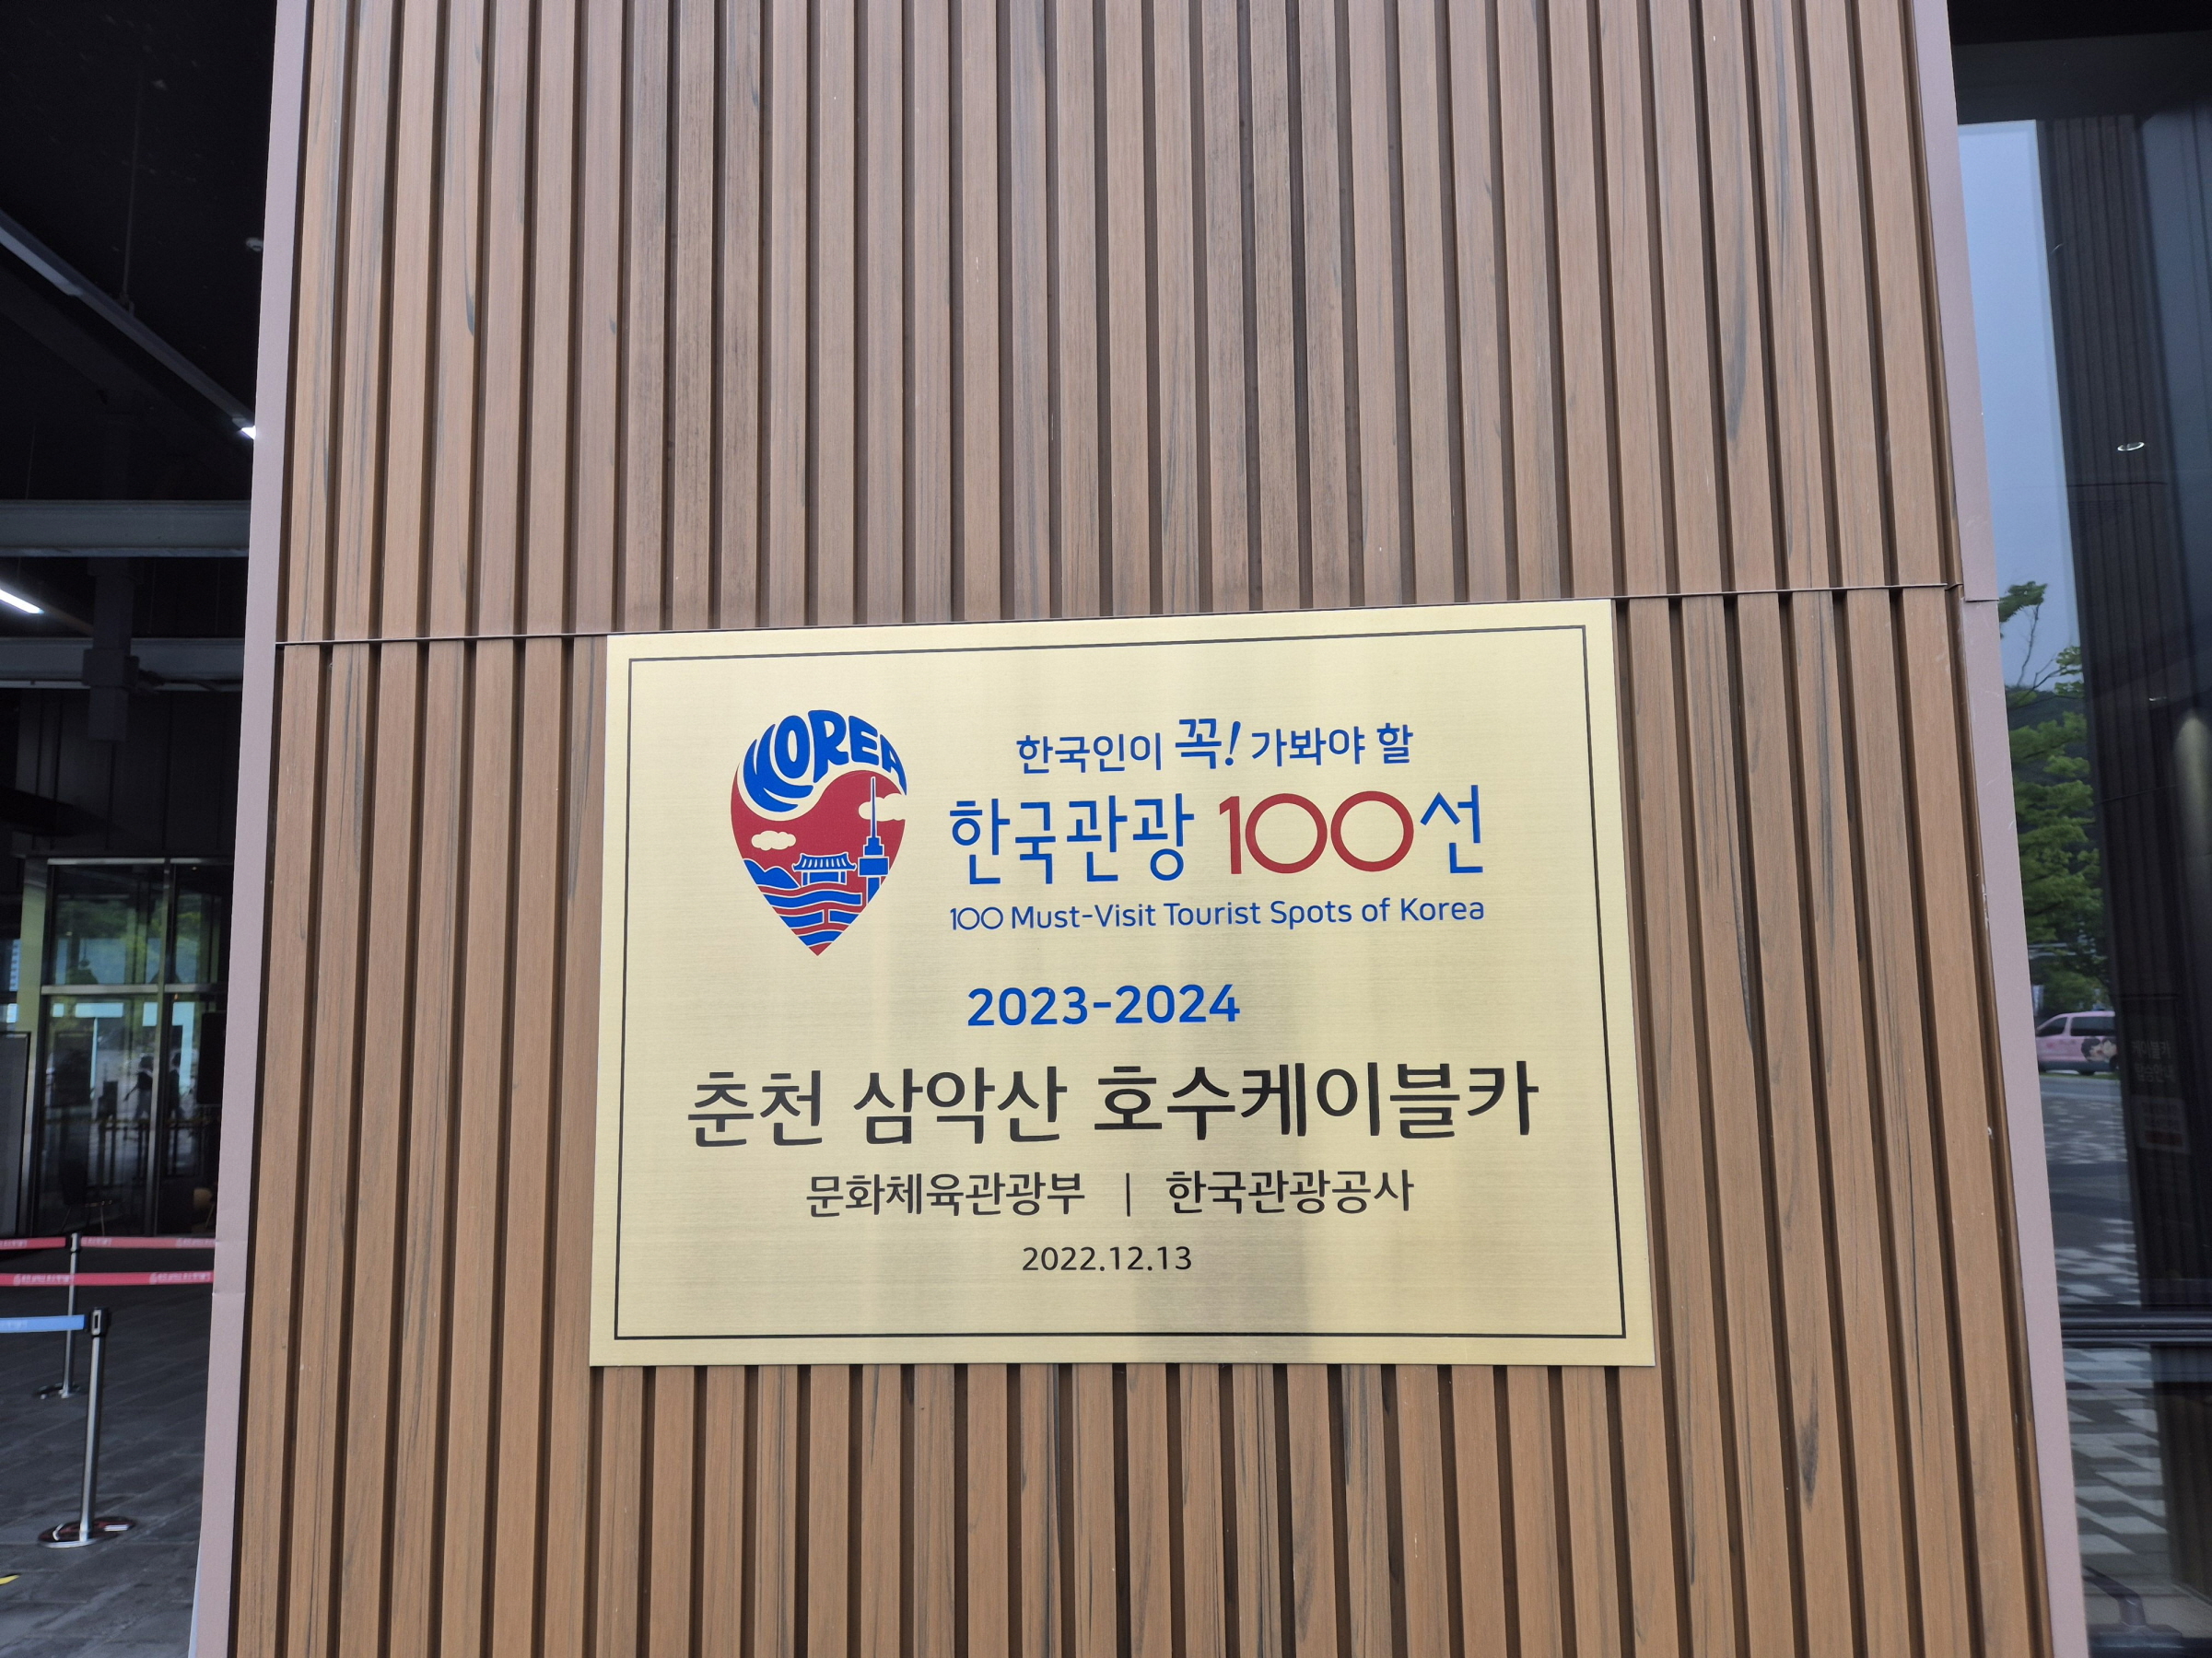 KOREA
한국인이 꼭! 가봐야 할
한국관광 100선
100 Must-Visit Tourist Spots of Korea
2023-2024
춘천 삼악산 호수케이블카
문화체육관광부 | 한국관광공사
2022.12.13